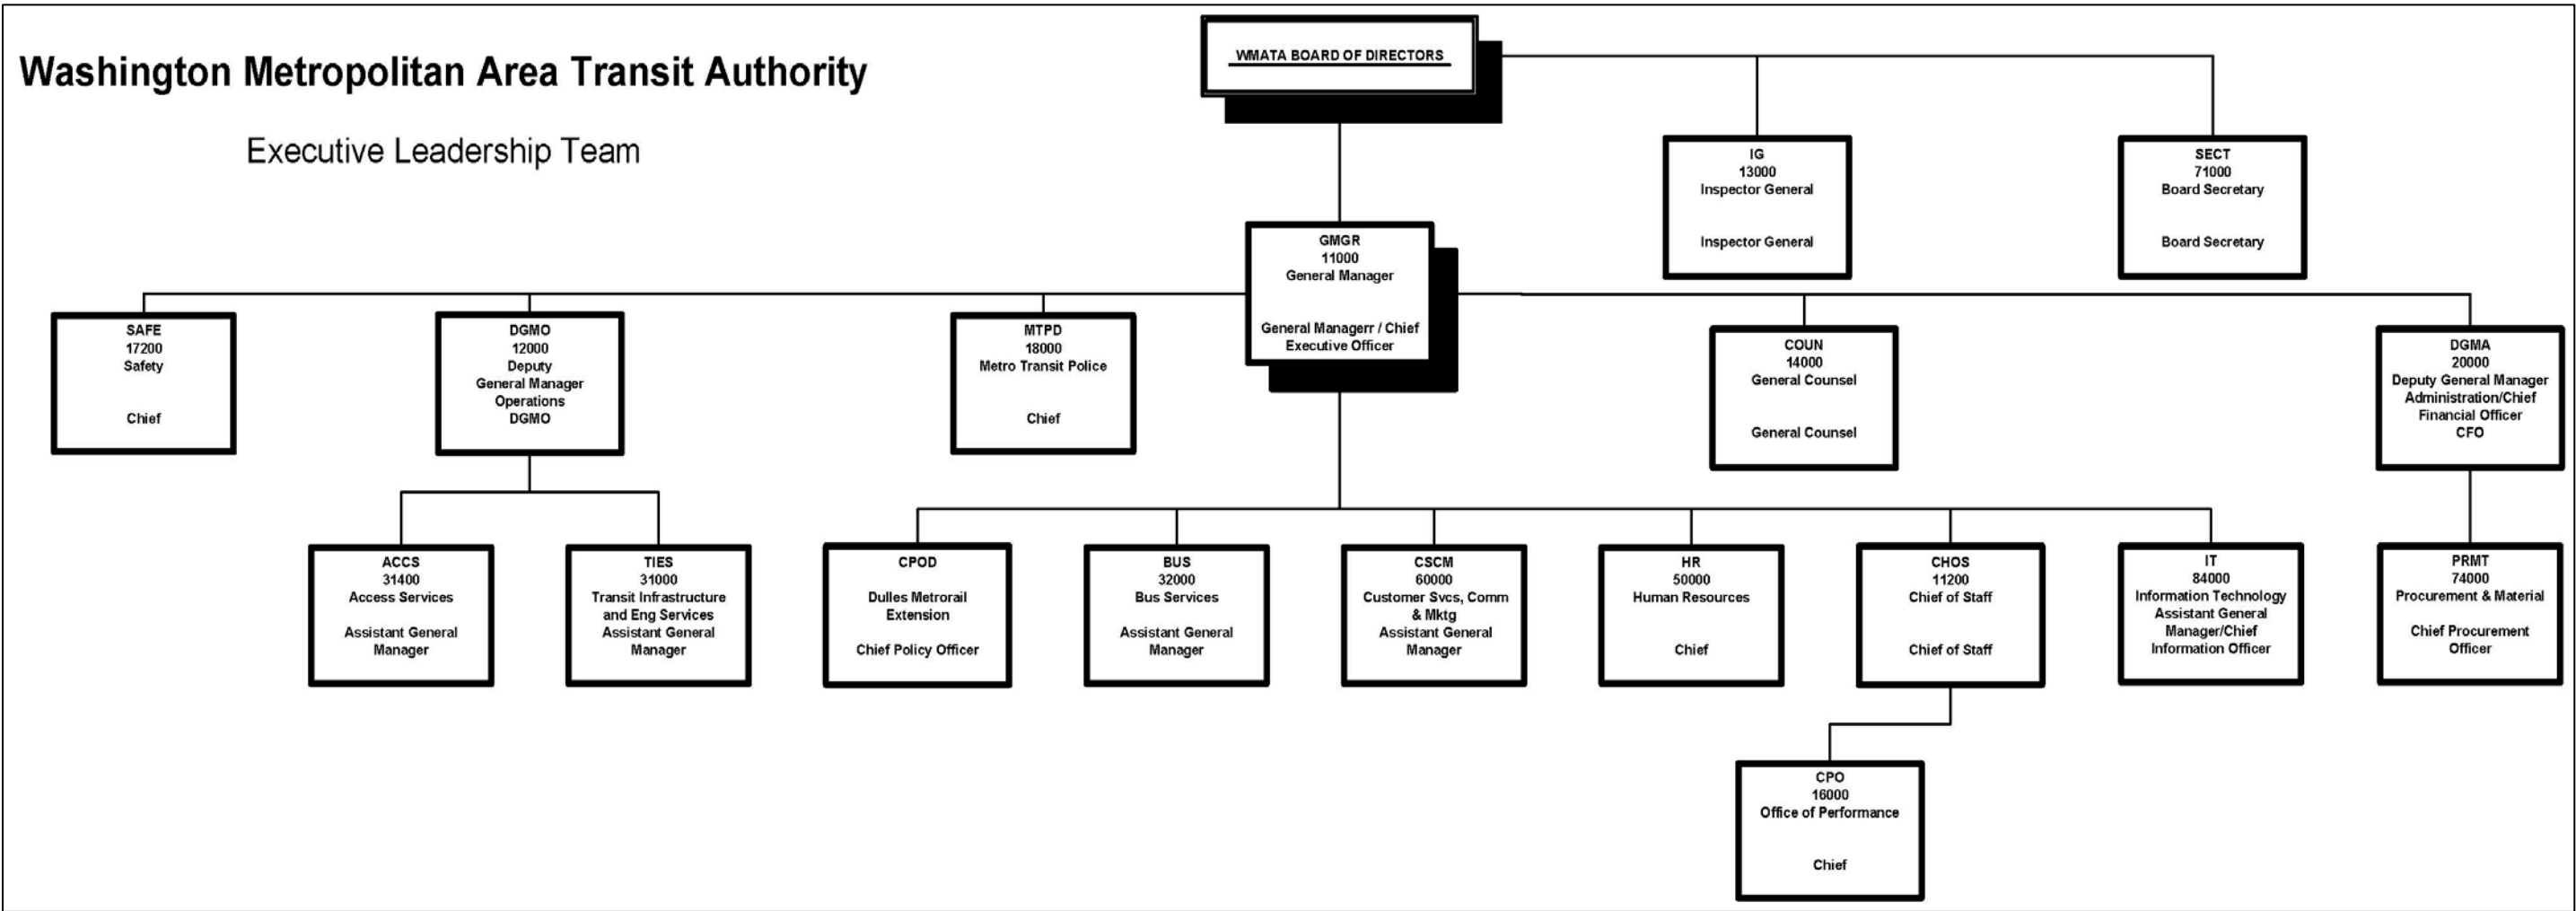 Washington Metropolitan Area Transit Authority
Executive Leadership Team
WMATA BOARD OF DIRECTORS
IG
13000
Inspector General
Inspector General
SECT
71000
Board Secretary
Board Secretary
GMGR
11000
General Manager
General Managerr / Chief
Executive Officer
SAFE
17200
Safety
Chief
DGMO
12000
Deputy
General Manager
Operations
DGMO
MTPD
18000
Metro Transit Police
Chief
COUN
14000
General Counsel
General Counsel
DGMA
20000
Deputy General Manager
Administration/Chief
Financial Officer
CFO
ACCS
31400
Access Services
Assistant General
Manager
TIES
31000
Transit Infrastructure
and Eng Services
Assistant General
Manager
CPOD
Dulles Metrorail
Extension
Chief Policy Officer
BUS
32000
Bus Services
Assistant General
Manager
CSCM
60000
Customer Svcs, Comm
& Mktg
Assistant General
Manager
HR
50000
Human Resources
Chief
CHOS
11200
Chief of Staff
Chief of Staff
IT
84000
Information Technology
Assistant General
Manager/Chief
Information Officer
PRMT
74000
Procurement & Material
Chief Procurement
Officer
CPO
16000
Office of Performance
Chief